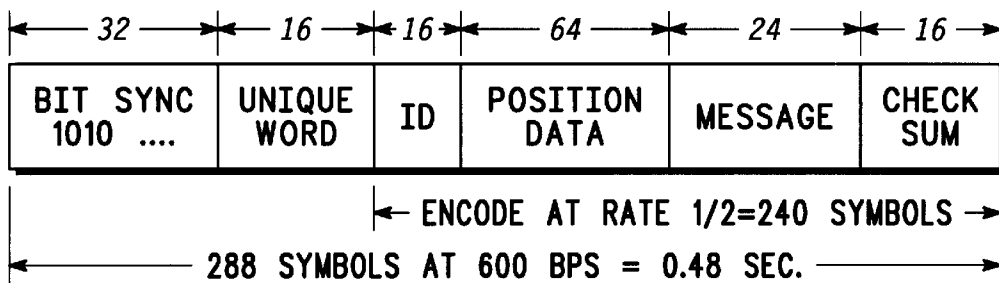 32 16 16 64 24 16
BIT SYNC UNIQUE ID POSITION MESSAGE CHECK
1010 .... WORD DATA SUM
ENCODE AT RATE 1/2=240 SYMBOLS
288 SYMBOLS AT 600 BPS = 0.48 SEC.